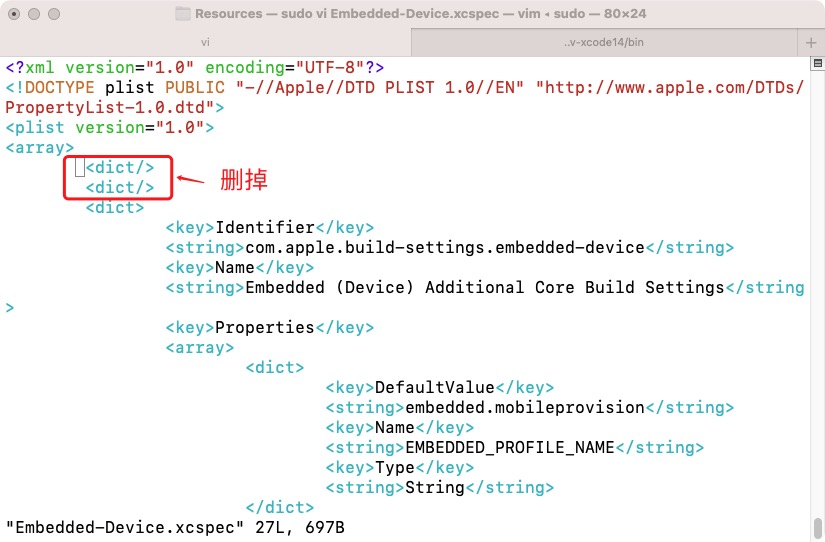 Resources — sudo vi Embedded-Device.xcspec — vim ◂ sudo — 80×24
vi
..v-xcode14/bin
+
<?xml version="1.0" encoding="UTF-8"?>
<!DOCTYPE plist PUBLIC "-//Apple//DTD PLIST 1.0//EN" "http://www.apple.com/DTDs/
PropertyList-1.0.dtd">
<plist version="1.0">
<array>
<dict/>
<dict/> 删掉
<dict>
<key>Identifier</key>
<string>com.apple.build-settings.embedded-device</string>
<key>Name</key>
<string>Embedded (Device) Additional Core Build Settings</string
>
<key>Properties</key>
<array>
<dict>
<key>DefaultValue</key>
<string>embedded.mobileprovision</string>
<key>Name</key>
<string>EMBEDDED_PROFILE_NAME</string>
<key>Type</key>
<string>String</string>
</dict>
"Embedded-Device.xcspec" 27L, 697B